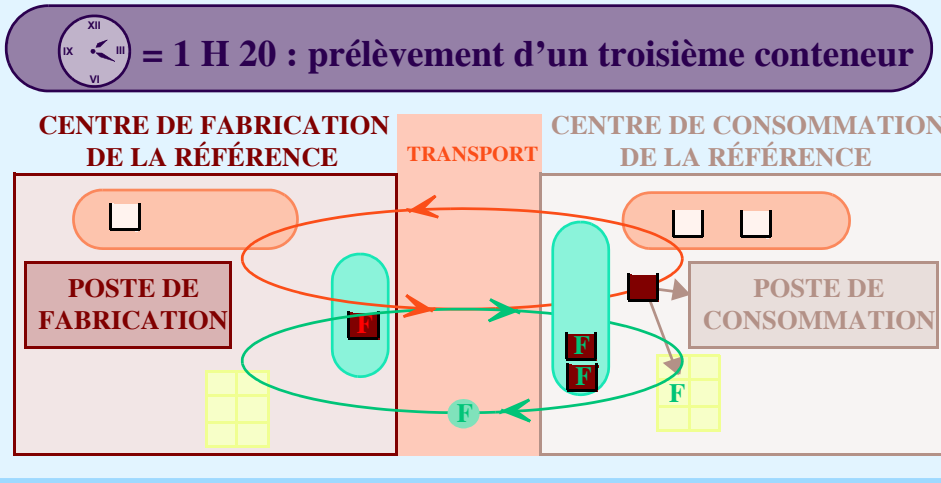 XII
IX III
VI
= 1 H 20 : prélèvement d’un troisième conteneur
CENTRE DE FABRICATION
DE LA RÉFÉRENCE
TRANSPORT
CENTRE DE CONSOMMATION
DE LA RÉFÉRENCE
POSTE DE
FABRICATION
POSTE DE
CONSOMMATION
F
F
F
F
F